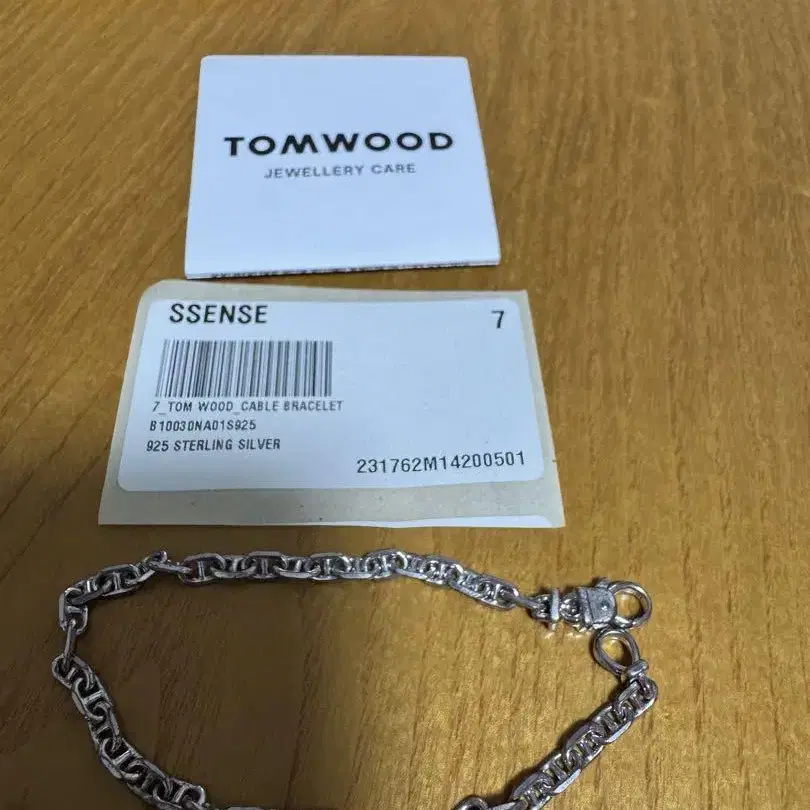 TOMWOOD
JEWELLERY CARE
SSENSE
7
7_TOM WOOD_CABLE BRACELET
B10030NA01S925
925 STERLING SILVER
231762M14200501